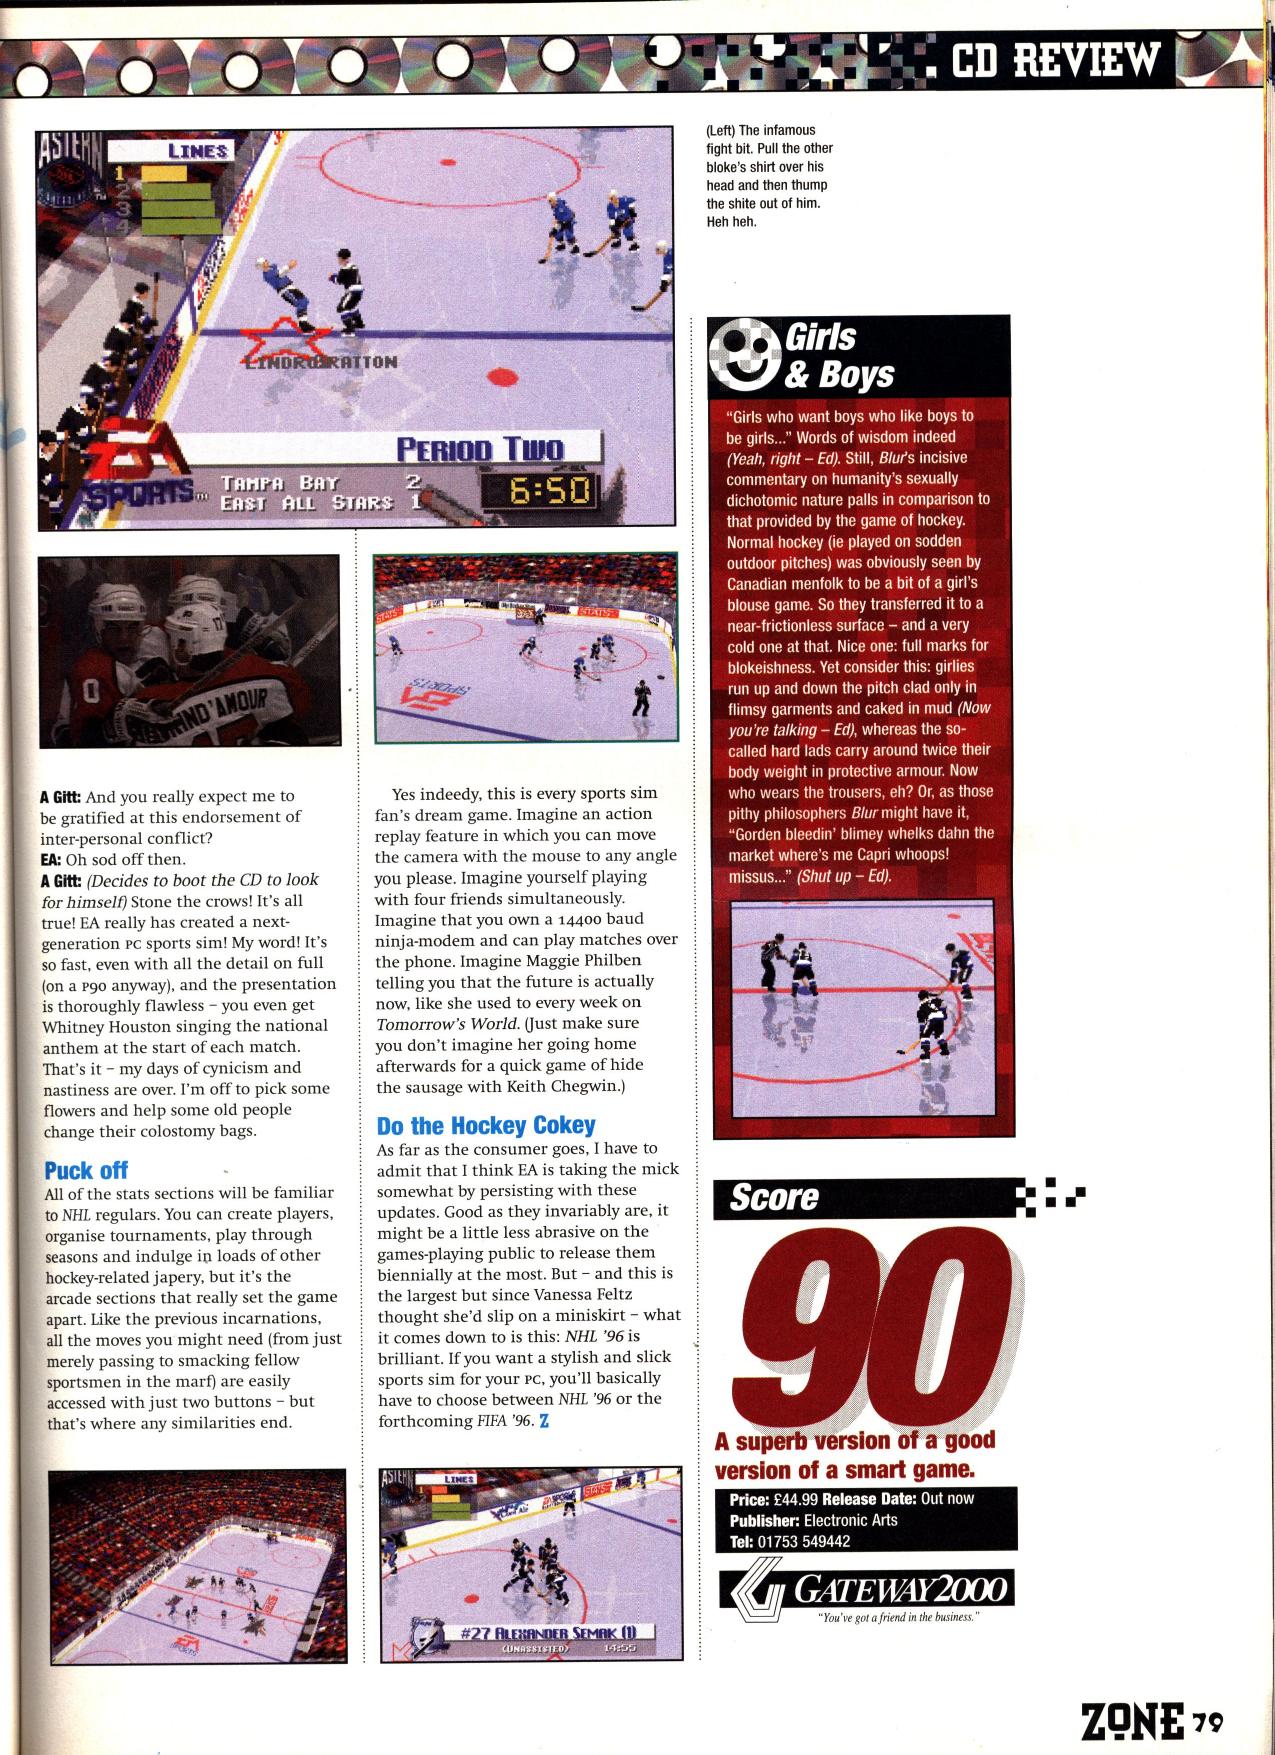 CD REVIEW
ASTERN
LINES
1
2
3
4
PERIOD TWO
EA
SPORTS™
TAMPA BAY 2
EAST ALL STARS 1
6:50
(Left) The infamous
fight bit. Pull the other
bloke's shirt over his
head and then thump
the shite out of him.
Heh heh.
A Gitt: And you really expect me to
be gratified at this endorsement of
inter-personal conflict?
EA: Oh sod off then.
A Gitt: (Decides to boot the CD to look
for himself) Stone the crows! It's all
true! EA really has created a next-
generation PC sports sim! My word! It's
so fast, even with all the detail on full
(on a P90 anyway), and the presentation
is thoroughly flawless – you even get
Whitney Houston singing the national
anthem at the start of each match.
That's it – my days of cynicism and
nastiness are over. I'm off to pick some
flowers and help some old people
change their colostomy bags.
Puck off
All of the stats sections will be familiar
to NHL regulars. You can create players,
organise tournaments, play through
seasons and indulge in loads of other
hockey-related japery, but it's the
arcade sections that really set the game
apart. Like the previous incarnations,
all the moves you might need (from just
merely passing to smacking fellow
sportsmen in the marf) are easily
accessed with just two buttons – but
that's where any similarities end.
Yes indeedy, this is every sports sim
fan's dream game. Imagine an action
replay feature in which you can move
the camera with the mouse to any angle
you please. Imagine yourself playing
with four friends simultaneously.
Imagine that you own a 14400 baud
ninja-modem and can play matches over
the phone. Imagine Maggie Philben
telling you that the future is actually
now, like she used to every week on
Tomorrow's World. (Just make sure
you don't imagine her going home
afterwards for a quick game of hide
the sausage with Keith Chegwin.)
Do the Hockey Cokey
As far as the consumer goes, I have to
admit that I think EA is taking the mick
somewhat by persisting with these
updates. Good as they invariably are, it
might be a little less abrasive on the
games-playing public to release them
biennially at the most. But – and this is
the largest but since Vanessa Feltz
thought she'd slip on a miniskirt – what
it comes down to is this: NHL '96 is
brilliant. If you want a stylish and slick
sports sim for your PC, you'll basically
have to choose between NHL '96 or the
forthcoming FIFA '96. Z
ASTERN
LINES
#27 ALEXANDER SEMAK (1)
(UNASSISTED) 14:55
Girls
& Boys
"Girls who want boys who like boys to
be girls..." Words of wisdom indeed
(Yeah, right – Ed). Still, Blur's incisive
commentary on humanity's sexually
dichotomic nature palls in comparison to
that provided by the game of hockey.
Normal hockey (ie played on sodden
outdoor pitches) was obviously seen by
Canadian menfolk to be a bit of a girl's
blouse game. So they transferred it to a
near-frictionless surface – and a very
cold one at that. Nice one: full marks for
blokeishness. Yet consider this: girlies
run up and down the pitch clad only in
flimsy garments and caked in mud (Now
you're talking – Ed), whereas the so-
called hard lads carry around twice their
body weight in protective armour. Now
who wears the trousers, eh? Or, as those
pithy philosophers Blur might have it,
"Gorden bleedin' blimey whelks dahn the
market where's me Capri whoops!
missus..." (Shut up – Ed).
Score
90
A superb version of a good
version of a smart game.
Price: £44.99 Release Date: Out now
Publisher: Electronic Arts
Tel: 01753 549442
GATEWAY2000
"You've got a friend in the business."
ZONE 79